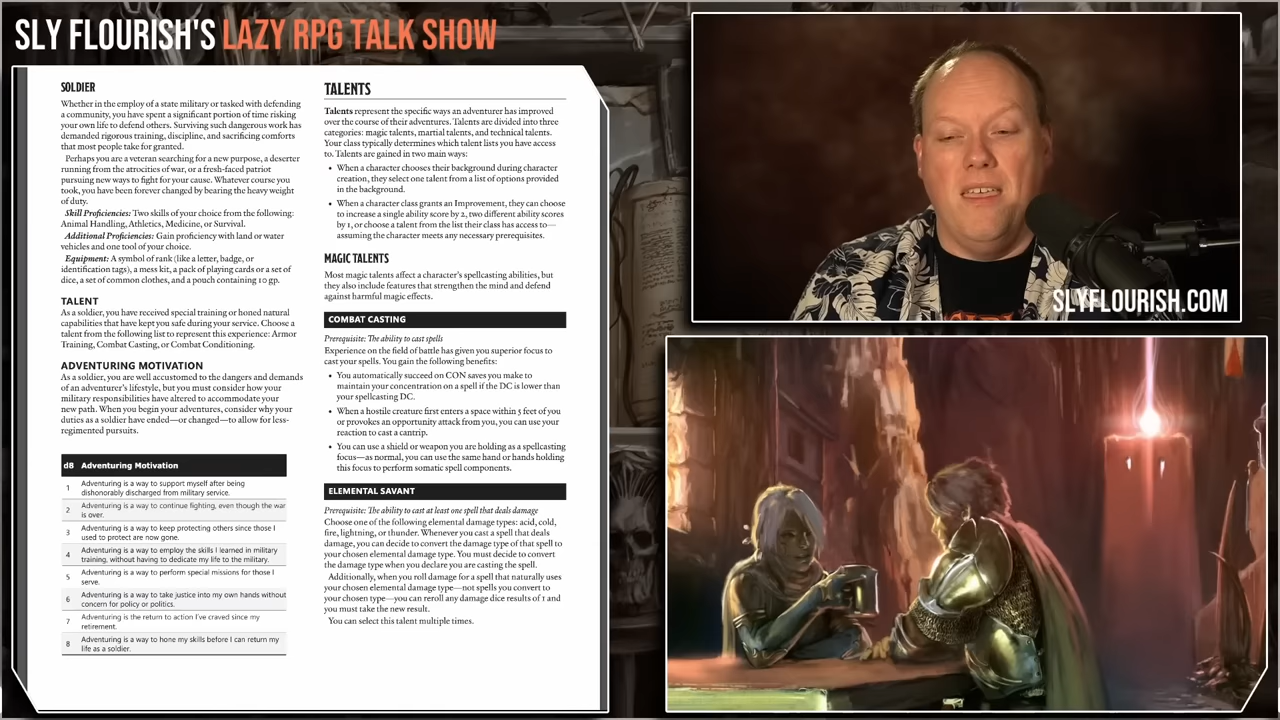 SLY FLOURISH'S LAZY RPG TALK SHOW
SOLDIER
Whether in the employ of a state military or tasked with defending
a community, you have spent a significant portion of time risking
your own life to defend others. Surviving such dangerous work has
demanded rigorous training, discipline, and sacrificing comforts
that most people take for granted.
Perhaps you are a veteran searching for a new purpose, a deserter
running from the atrocities of war, or a fresh-faced patriot
pursuing new ways to fight for your cause. Whatever course you
took, you have been forever changed by bearing the heavy weight
of duty.
Skill Proficiencies: Two skills of your choice from the following:
Animal Handling, Athletics, Medicine, or Survival.
Additional Proficiencies: Gain proficiency with land or water
vehicles and one tool of your choice.
Equipment: A symbol of rank (like a letter, badge, or
identification tags), a mess kit, a pack of playing cards or a set of
dice, a set of common clothes, and a pouch containing 10 gp.
TALENT
As a soldier, you have received special training or honed natural
capabilities that have kept you safe during your service. Choose a
talent from the following list to represent this experience: Armor
Training, Combat Casting, or Combat Conditioning.
ADVENTURING MOTIVATION
As a soldier, you are well accustomed to the dangers and demands
of an adventurer's lifestyle, but you must consider how your
military responsibilities have altered to accommodate your
new path. When you begin your adventures, consider why your
duties as a soldier have ended—or changed—to allow for less-
regimented pursuits.
d8 Adventuring Motivation
1 Adventuring is a way to support myself after being
dishonorably discharged from military service.
2 Adventuring is a way to continue fighting, even though the war
is over.
3 Adventuring is a way to keep protecting others since those I
used to protect are now gone.
4 Adventuring is a way to employ the skills I learned in military
training, without having to dedicate my life to the military.
5 Adventuring is a way to perform special missions for those I
serve.
6 Adventuring is a way to take justice into my own hands without
concern for policy or politics.
7 Adventuring is the return to action I've craved since my
retirement.
8 Adventuring is a way to hone my skills before I can return my
life as a soldier.
TALENTS
Talents represent the specific ways an adventurer has improved
over the course of their adventures. Talents are divided into three
categories: magic talents, martial talents, and technical talents.
Your class typically determines which talent lists you have access
to. Talents are gained in two main ways:
• When a character chooses their background during character
creation, they select one talent from a list of options provided
in the background.
• When a character class grants an Improvement, they can choose
to increase a single ability score by 2, two different ability scores
by 1, or choose a talent from the list their class has access to—
assuming the character meets any necessary prerequisites.
MAGIC TALENTS
Most magic talents affect a character's spellcasting abilities, but
they also include features that strengthen the mind and defend
against harmful magic effects.
COMBAT CASTING
Prerequisite: The ability to cast spells
Experience on the field of battle has given you superior focus to
cast your spells. You gain the following benefits:
• You automatically succeed on CON saves you make to
maintain your concentration on a spell if the DC is lower than
your spellcasting DC.
• When a hostile creature first enters a space within 5 feet of you
or provokes an opportunity attack from you, you can use your
reaction to cast a cantrip.
• You can use a shield or weapon you are holding as a spellcasting
focus—as normal, you can use the same hand or hands holding
this focus to perform somatic spell components.
ELEMENTAL SAVANT
Prerequisite: The ability to cast at least one spell that deals damage
Choose one of the following elemental damage types: acid, cold,
fire, lightning, or thunder. Whenever you cast a spell that deals
damage, you can decide to convert the damage type of that spell to
your chosen elemental damage type. You must decide to convert
the damage type when you declare you are casting the spell.
Additionally, when you roll damage for a spell that naturally uses
your chosen elemental damage type—not spells you convert to
your chosen type—you can reroll any damage dice results of 1 and
you must take the new result.
You can select this talent multiple times.
SLYFLOURISH.COM